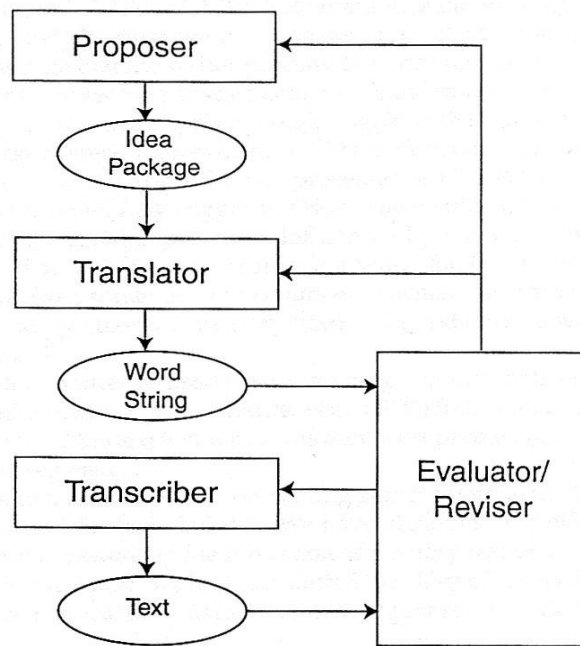 Proposer
Idea
Package
Translator
Word
String
Evaluator/
Reviser
Transcriber
Text